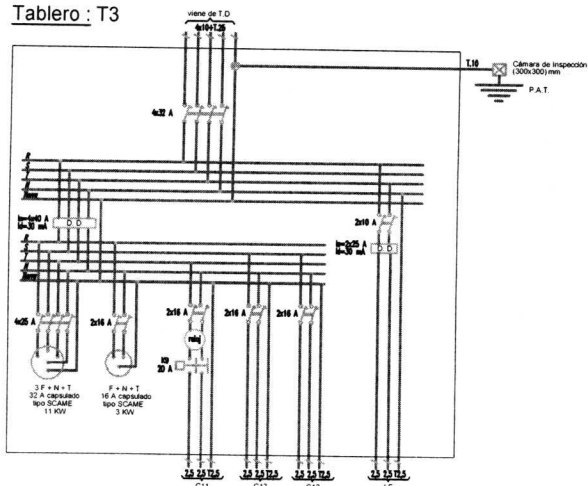 Tablero : T3
viene de T.D
4x10+T.25
T.10
Cámara de Inspección
(300x300) mm
P.A.T.
4x32 A
In=4x40 A
Id=30 mA
2x10 A
In=2x25 A
Id=30 mA
4x25 A
2x16 A
2x16 A
2x16 A
2x16 A
reloj
K9
20 A
3 F + N + T
32 A capsulado
tipo SCAME
11 KW
F + N + T
16 A capsulado
tipo SCAME
3 KW
2,5 2,5 T2,5
2,5 2,5 T2,5
2,5 2,5 T2,5
2,5 2,5 T2,5
C11